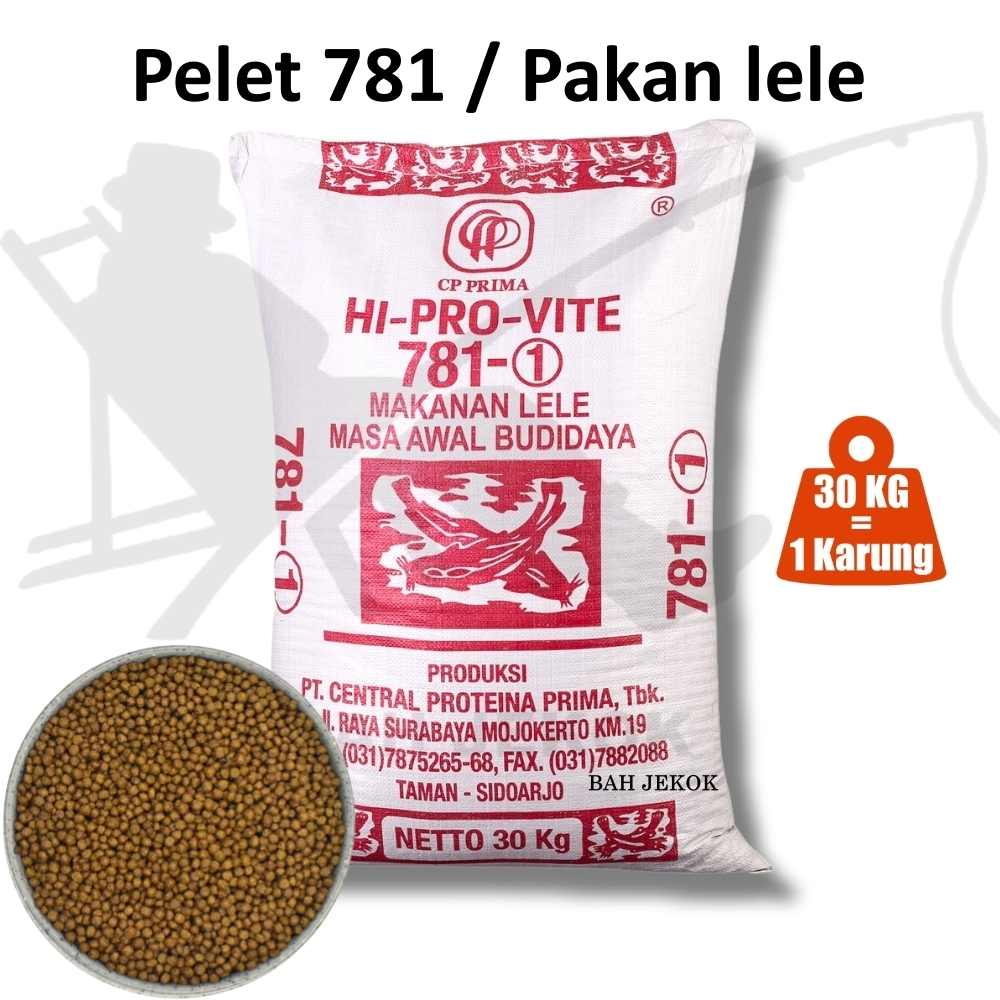 Pelet 781 / Pakan lele
®
CP PRIMA
HI-PRO-VITE
781-①
MAKANAN LELE
MASA AWAL BUDIDAYA
781-①
781-①
30 KG
=
1 Karung
PRODUKSI
PT. CENTRAL PROTEINA PRIMA, Tbk.
Jl. RAYA SURABAYA MOJOKERTO KM.19
(031)7875265-68, FAX. (031)7882088
BAH JEKOK
TAMAN - SIDOARJO
NETTO 30 Kg